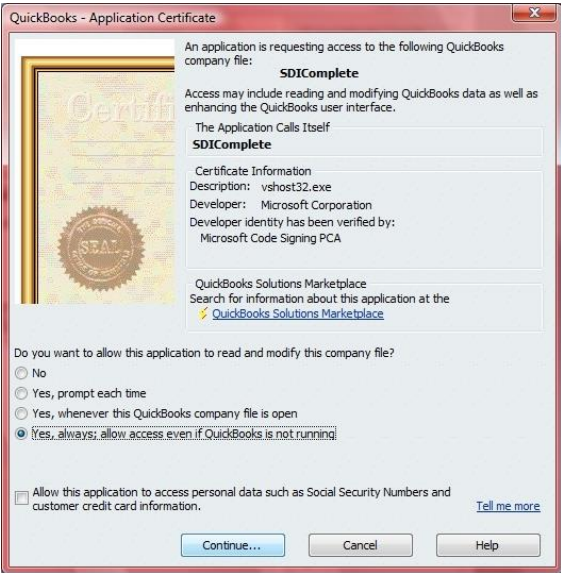 QuickBooks - Application Certificate
An application is requesting access to the following QuickBooks
company file:
SDIComplete
Access may include reading and modifying QuickBooks data as well as
enhancing the QuickBooks user interface.
The Application Calls Itself
SDIComplete
Certificate Information
Description: vshost32.exe
Developer: Microsoft Corporation
Developer identity has been verified by:
Microsoft Code Signing PCA
QuickBooks Solutions Marketplace
Search for information about this application at the
QuickBooks Solutions Marketplace
Certifi
SEAL
Do you want to allow this application to read and modify this company file?
No
Yes, prompt each time
Yes, whenever this QuickBooks company file is open
Yes, always; allow access even if QuickBooks is not running
Allow this application to access personal data such as Social Security Numbers and
customer credit card information.
Tell me more
Continue...
Cancel
Help